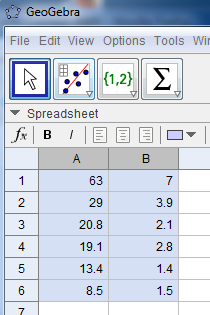 GeoGebra
File Edit View Options Tools
{1,2} Σ
Spreadsheet
fx B I
A B
1 63 7
2 29 3.9
3 20.8 2.1
4 19.1 2.8
5 13.4 1.4
6 8.5 1.5
7